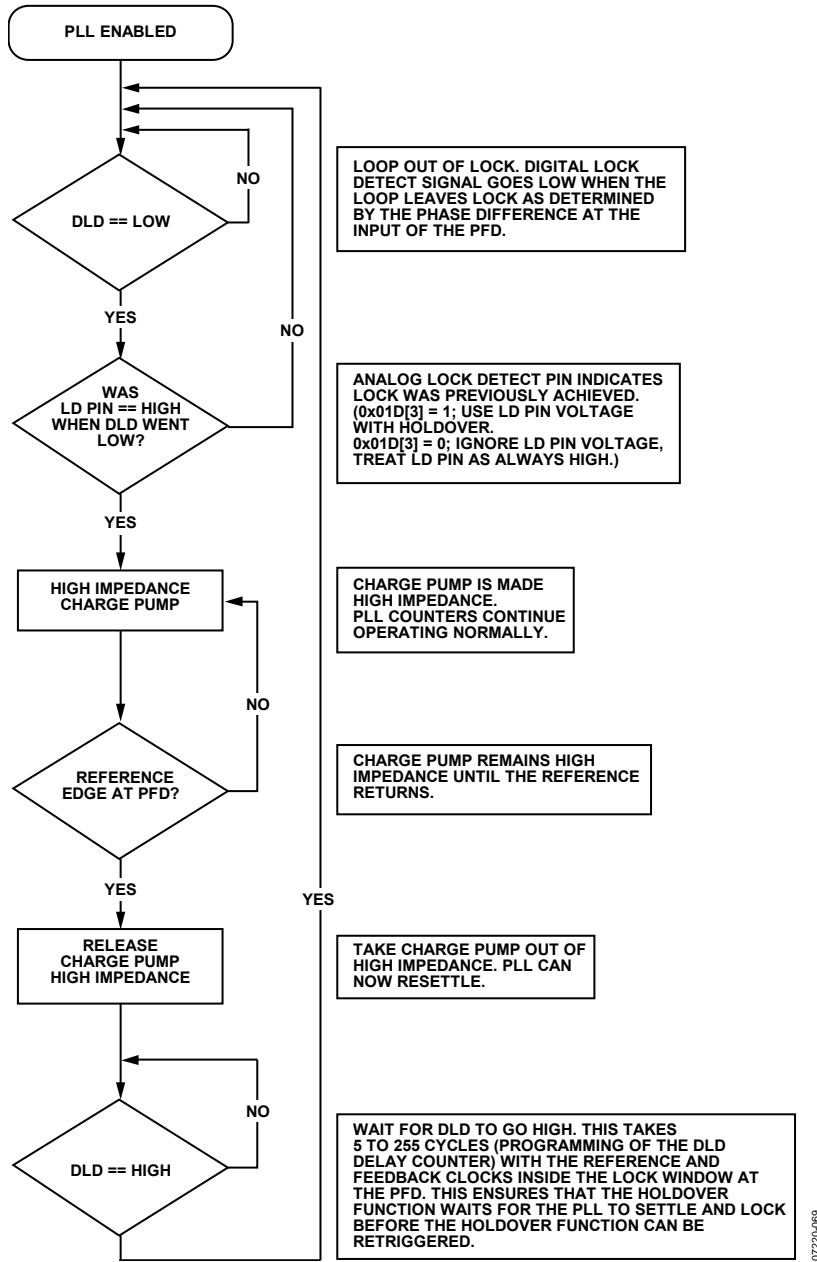 PLL ENABLED
NO
DLD == LOW
LOOP OUT OF LOCK. DIGITAL LOCK
DETECT SIGNAL GOES LOW WHEN THE
LOOP LEAVES LOCK AS DETERMINED
BY THE PHASE DIFFERENCE AT THE
INPUT OF THE PFD.
YES
NO
WAS
LD PIN == HIGH
WHEN DLD WENT
LOW?
ANALOG LOCK DETECT PIN INDICATES
LOCK WAS PREVIOUSLY ACHIEVED.
(0x01D[3] = 1; USE LD PIN VOLTAGE
WITH HOLDOVER.
0x01D[3] = 0; IGNORE LD PIN VOLTAGE,
TREAT LD PIN AS ALWAYS HIGH.)
YES
HIGH IMPEDANCE
CHARGE PUMP
CHARGE PUMP IS MADE
HIGH IMPEDANCE.
PLL COUNTERS CONTINUE
OPERATING NORMALLY.
NO
REFERENCE
EDGE AT PFD?
CHARGE PUMP REMAINS HIGH
IMPEDANCE UNTIL THE REFERENCE
RETURNS.
YES
YES
RELEASE
CHARGE PUMP
HIGH IMPEDANCE
TAKE CHARGE PUMP OUT OF
HIGH IMPEDANCE. PLL CAN
NOW RESETTLE.
NO
DLD == HIGH
WAIT FOR DLD TO GO HIGH. THIS TAKES
5 TO 255 CYCLES (PROGRAMMING OF THE DLD
DELAY COUNTER) WITH THE REFERENCE AND
FEEDBACK CLOCKS INSIDE THE LOCK WINDOW AT
THE PFD. THIS ENSURES THAT THE HOLDOVER
FUNCTION WAITS FOR THE PLL TO SETTLE AND LOCK
BEFORE THE HOLDOVER FUNCTION CAN BE
RETRIGGERED.
07220-069